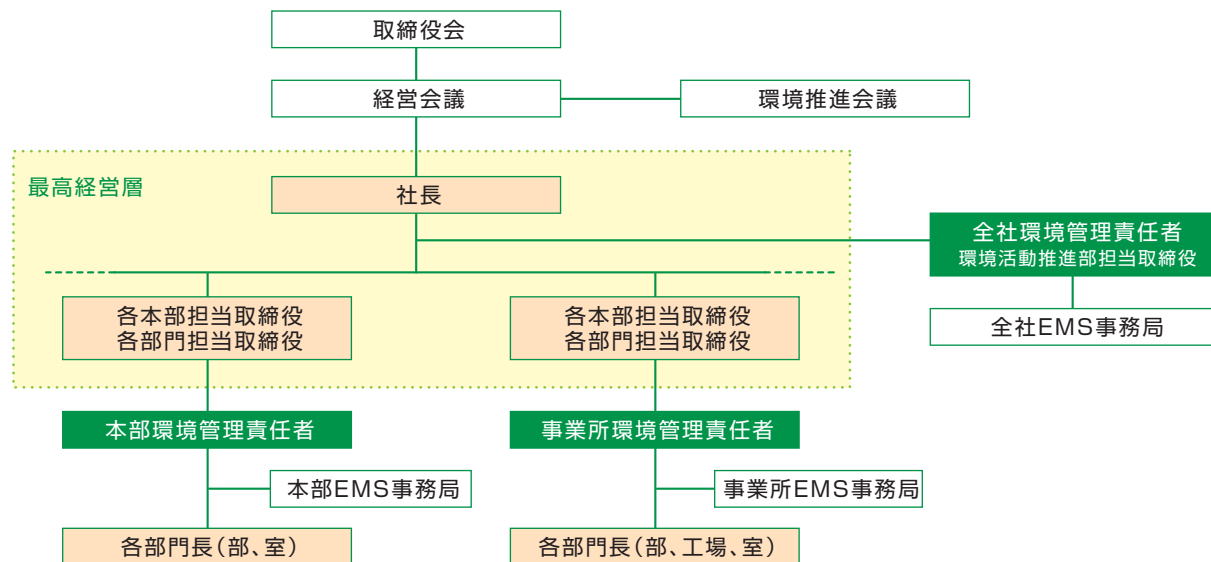 取締役会
経営会議
環境推進会議
最高経営層
社長
全社環境管理責任者
環境活動推進部担当取締役
全社EMS事務局
各本部担当取締役
各部門担当取締役
各本部担当取締役
各部門担当取締役
本部環境管理責任者
事業所環境管理責任者
本部EMS事務局
事業所EMS事務局
各部門長(部、室)
各部門長(部、工場、室)